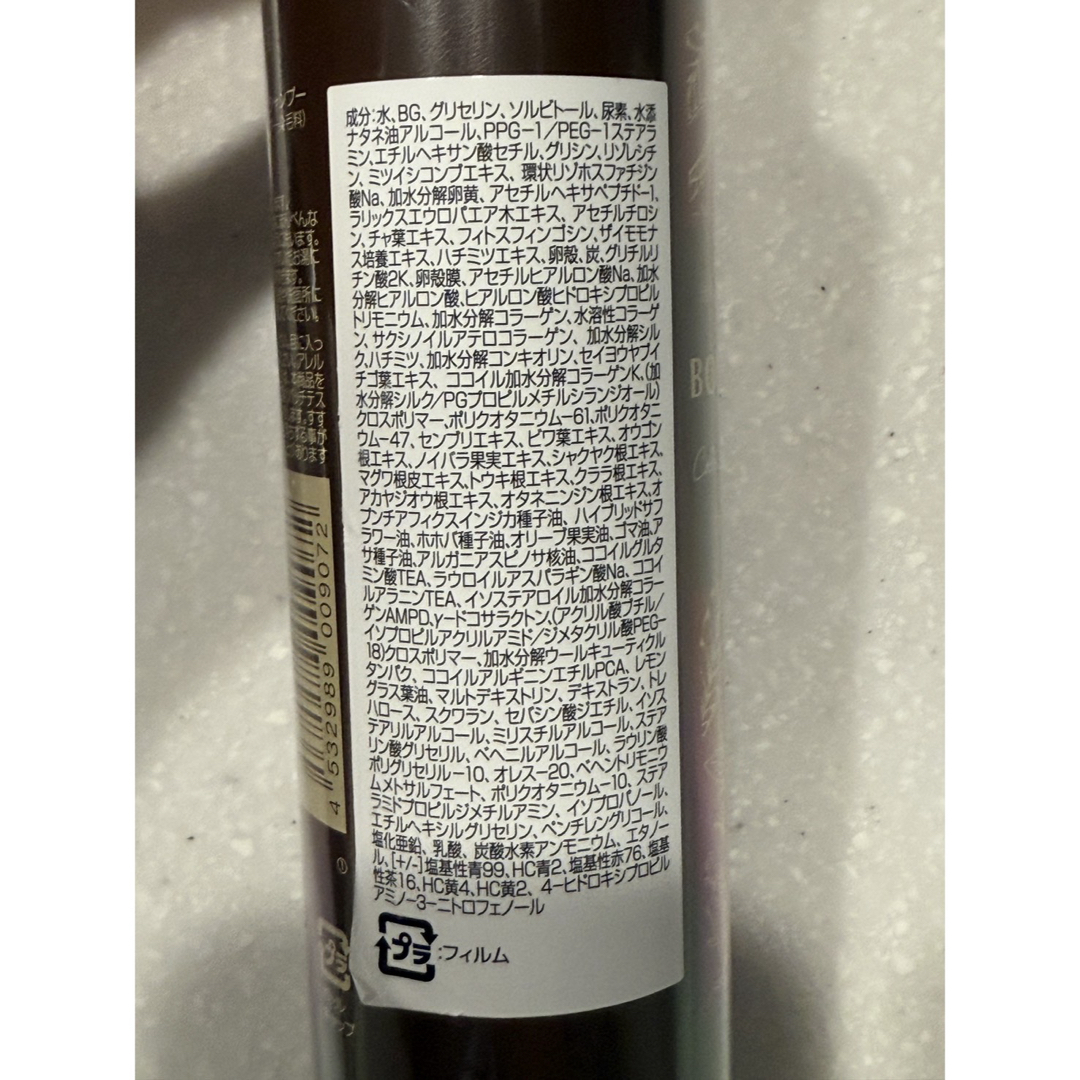 成分:水、BG、グリセリン、ソルビトール、尿素、水添
ナタネ油アルコール、PPG-1/PEG-1ステアラ
ミン、エチルヘキサン酸セチル、グリシン、リゾレシチ
ン、ミツイシコンブエキス、環状リゾホスファチジン
酸Na、加水分解卵黄、アセチルヘキサペプチド-1、
ラリックスエウロパエア木エキス、アセチルチロシ
ン、チャ葉エキス、フィトスフィンゴシン、ザイモモナ
ス培養エキス、ハチミツエキス、卵殻、炭、グリチルリ
チン酸2K、卵殻膜、アセチルヒアルロン酸Na、加水
分解ヒアルロン酸、ヒアルロン酸ヒドロキシプロピル
トリモニウム、加水分解コラーゲン、水溶性コラーゲ
ン、サクシノイルアテロコラーゲン、加水分解シル
ク、ハチミツ、加水分解コンキオリン、セイヨウヤブイ
チゴ葉エキス、ココイル加水分解コラーゲンK、(加
水分解シルク/PGプロピルメチルシランジオール)
クロスポリマー、ポリクオタニウム-61、ポリクオタニ
ウム-47、センブリエキス、ビワ葉エキス、オウゴン
根エキス、ノイバラ果実エキス、シャクヤク根エキス、
マグワ根皮エキス、トウキ根エキス、クララ根エキス、
アカヤジオウ根エキス、オタネニンジン根エキス、オ
プンチアフィクスインジカ種子油、ハイブリッドサフ
ラワー油、ホホバ種子油、オリーブ果実油、ゴマ油、ア
サ種子油、アルガニアスピノサ核油、ココイルグルタ
ミン酸TEA、ラウロイルアスパラギン酸Na、ココイ
ルアラニンTEA、イソステアロイル加水分解コラー
ゲンAMPD、γ-ドコサラクトン、(アクリル酸ブチル/
イソプロピルアクリルアミド/ジメタクリル酸PEG-
18)クロスポリマー、加水分解ウールキューティクル
タンパク、ココイルアルギニンエチルPCA、レモン
グラス葉油、マルトデキストリン、デキストラン、トレ
ハロース、スクワラン、セバシン酸ジエチル、イソス
テアリルアルコール、ミリスチルアルコール、ステア
リン酸グリセリル、ベヘニルアルコール、ラウリン酸
ポリグリセリル-10、オレス-20、ベヘントリモニウ
ムメトサルフェート、ポリクオタニウム-10、ステア
ラミドプロピルジメチルアミン、イソプロパノール、
エチルヘキシルグリセリン、ペンチレングリコール、
塩化亜鉛、乳酸、炭酸水素アンモニウム、エタノー
ル、[+/-]塩基性青99、HC青2、塩基性赤76、塩基
性茶16、HC黄4、HC黄2、4-ヒドロキシプロピル
アミノ-3-ニトロフェノール
プラ :フィルム
4 532989 009072
プラ
BO